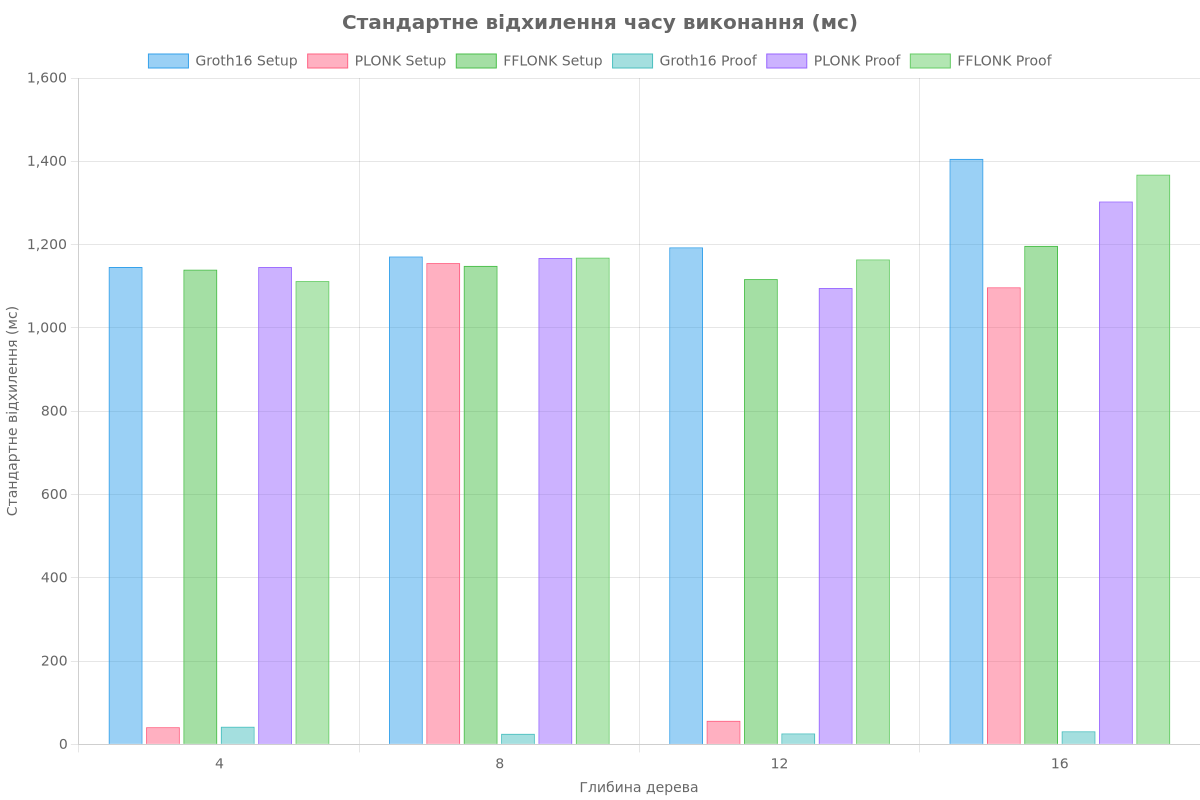 Стандартне відхилення часу виконання (мс)
Groth16 Setup PLONK Setup FFLONK Setup Groth16 Proof PLONK Proof FFLONK Proof
Стандартне відхилення (мс)
1,600
1,400
1,200
1,000
800
600
400
200
0
4 8 12 16
Глибина дерева